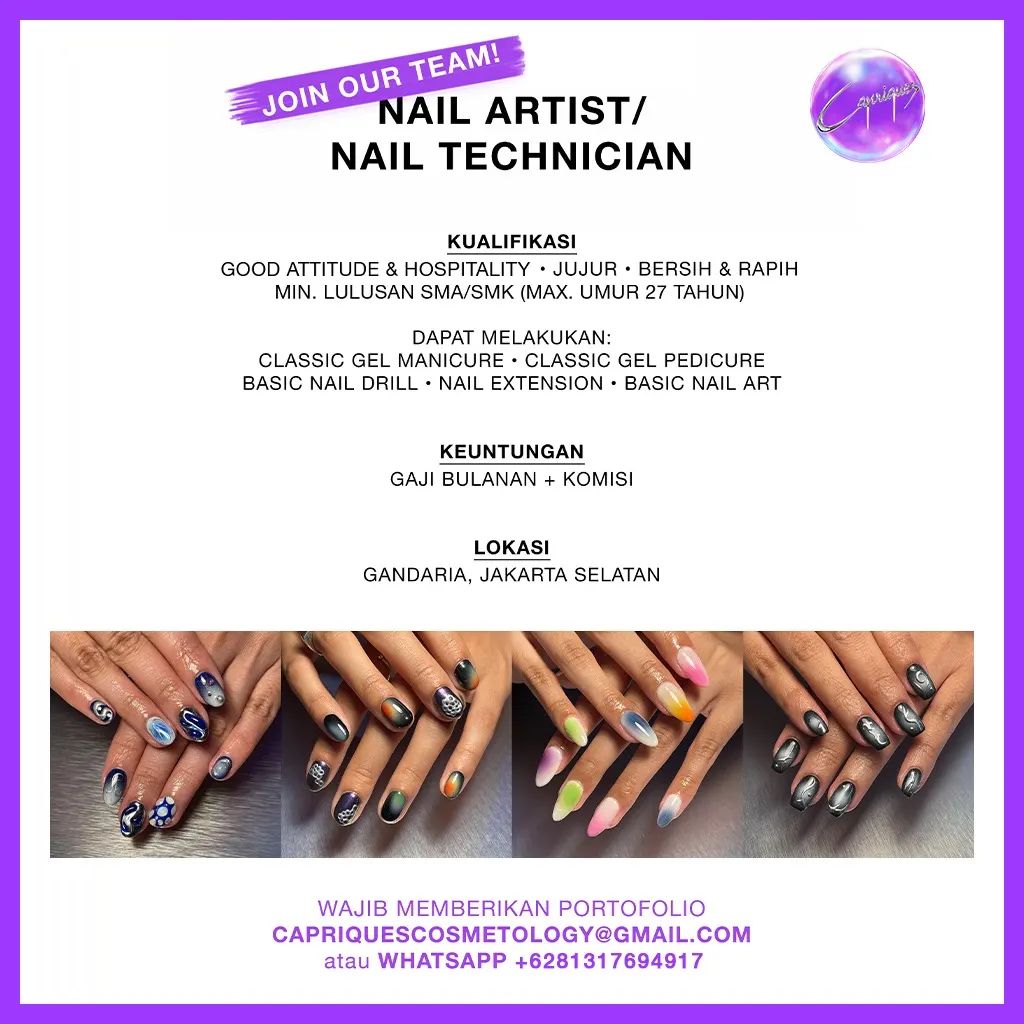 JOIN OUR TEAM!
Capriques
NAIL ARTIST/
NAIL TECHNICIAN
KUALIFIKASI
GOOD ATTITUDE & HOSPITALITY • JUJUR • BERSIH & RAPIH
MIN. LULUSAN SMA/SMK (MAX. UMUR 27 TAHUN)
DAPAT MELAKUKAN:
CLASSIC GEL MANICURE • CLASSIC GEL PEDICURE
BASIC NAIL DRILL • NAIL EXTENSION • BASIC NAIL ART
KEUNTUNGAN
GAJI BULANAN + KOMISI
LOKASI
GANDARIA, JAKARTA SELATAN
WAJIB MEMBERIKAN PORTOFOLIO
CAPRIQUESCOSMETOLOGY@GMAIL.COM
atau WHATSAPP +6281317694917